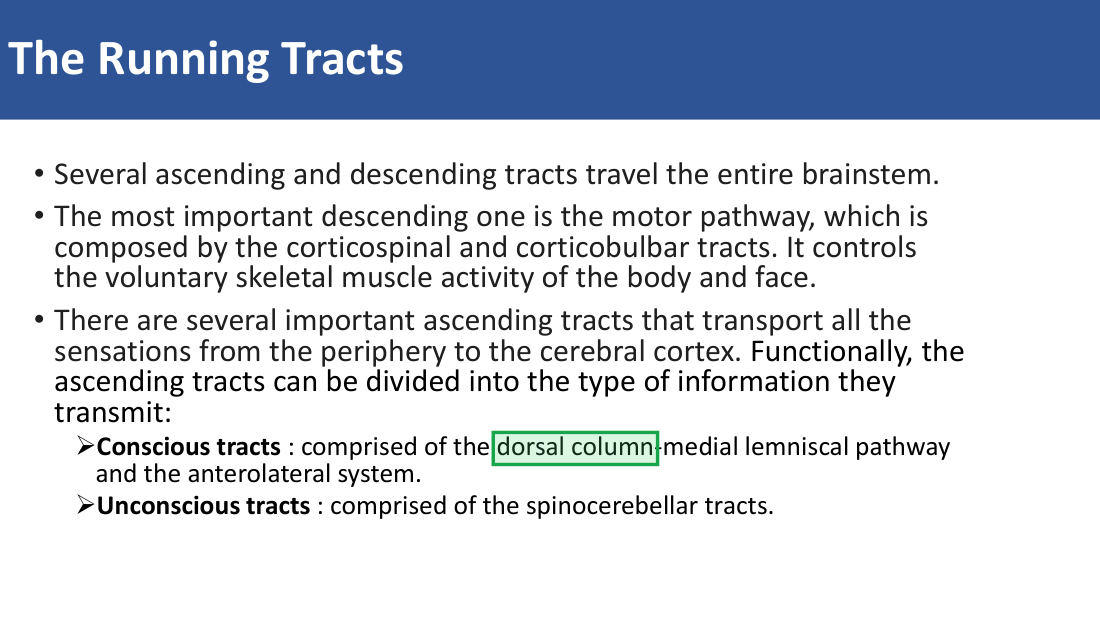 The Running Tracts
• Several ascending and descending tracts travel the entire brainstem.
• The most important descending one is the motor pathway, which is
composed by the corticospinal and corticobulbar tracts. It controls
the voluntary skeletal muscle activity of the body and face.
• There are several important ascending tracts that transport all the
sensations from the periphery to the cerebral cortex. Functionally, the
ascending tracts can be divided into the type of information they
transmit:
➢Conscious tracts : comprised of the dorsal column-medial lemniscal pathway
and the anterolateral system.
➢Unconscious tracts : comprised of the spinocerebellar tracts.